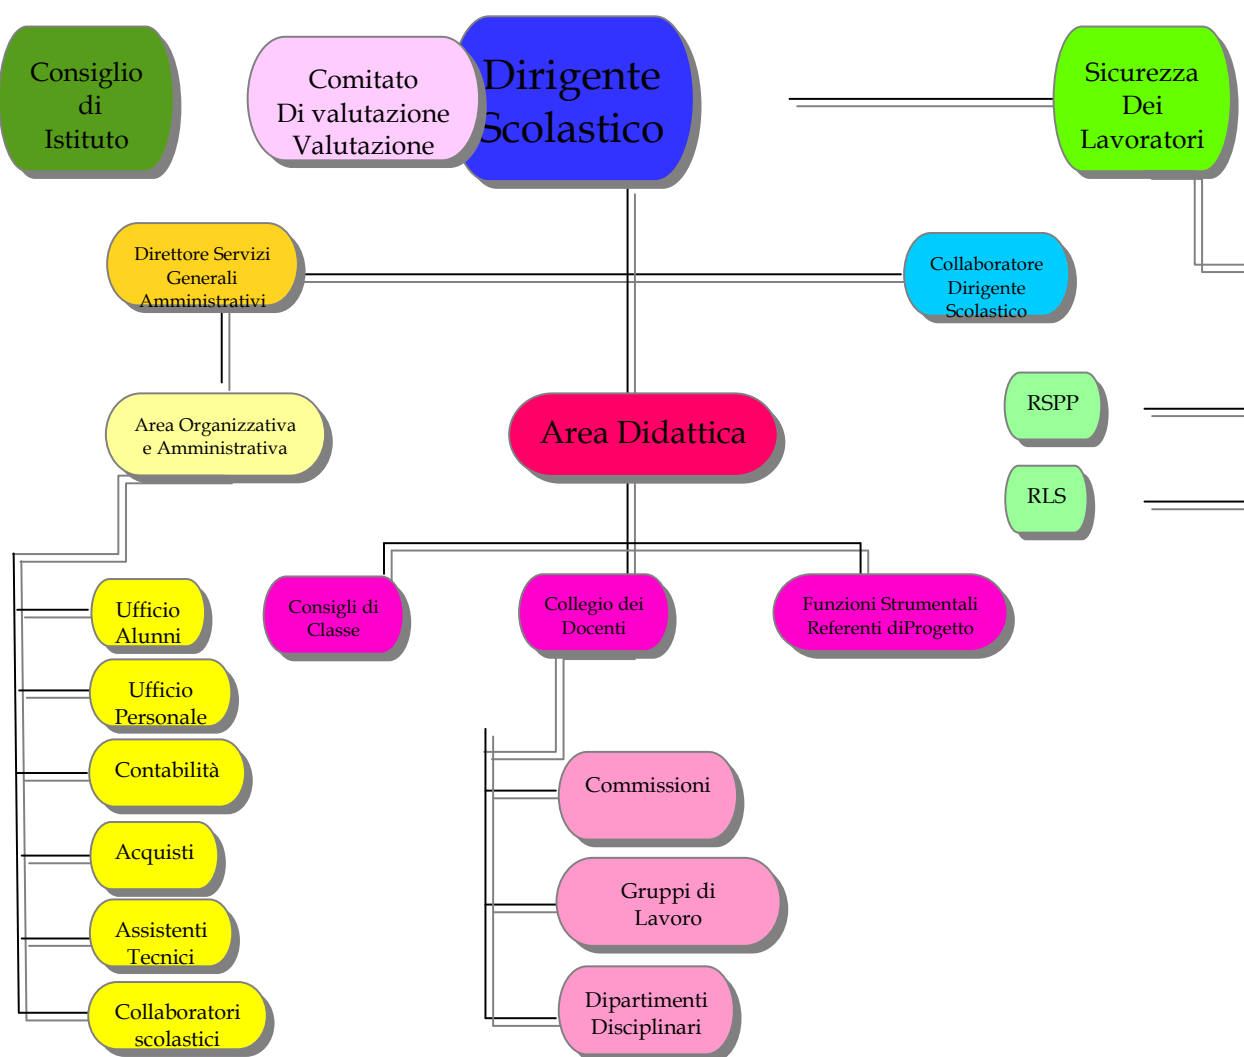 Consiglio
di
Istituto
Comitato
Di valutazione
Valutazione
Dirigente
Scolastico
Sicurezza
Dei
Lavoratori
Direttore Servizi
Generali
Amministrativi
Collaboratore
Dirigente
Scolastico
Area Organizzativa
e Amministrativa
Area Didattica
RSPP
RLS
Ufficio
Alunni
Consigli di
Classe
Collegio dei
Docenti
Funzioni Strumentali
Referenti diProgetto
Ufficio
Personale
Contabilità
Acquisti
Assistenti
Tecnici
Collaboratori
scolastici
Commissioni
Gruppi di
Lavoro
Dipartimenti
Disciplinari